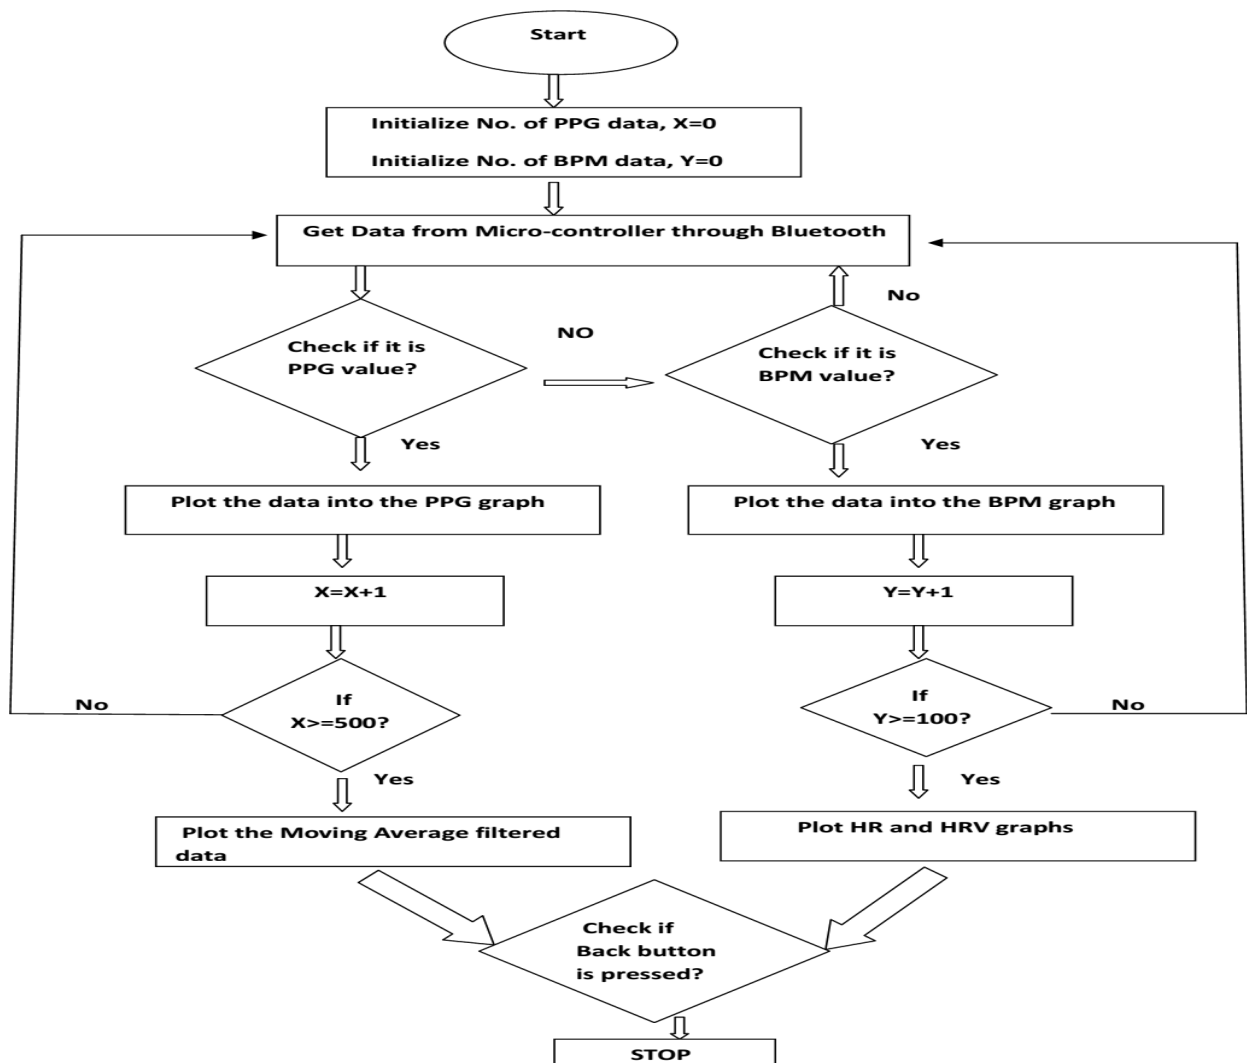 Start
Initialize No. of PPG data, X=0
Initialize No. of BPM data, Y=0
Get Data from Micro-controller through Bluetooth
No
NO
Check if it is
PPG value?
Check if it is
BPM value?
Yes
Yes
Plot the data into the PPG graph
Plot the data into the BPM graph
X=X+1
Y=Y+1
If
X>=500?
If
Y>=100?
No
No
Yes
Yes
Plot the Moving Average filtered
data
Plot HR and HRV graphs
Check if
Back button
is pressed?
STOP